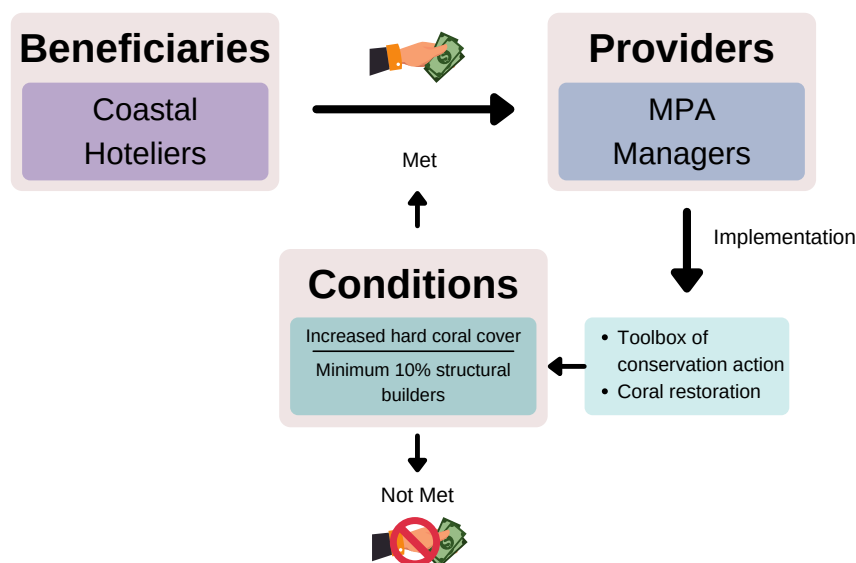 Beneficiaries
Coastal
Hoteliers
Providers
MPA
Managers
Met
Implementation
Conditions
Increased hard coral cover
Minimum 10% structural
builders
• Toolbox of
conservation action
• Coral restoration
Not Met